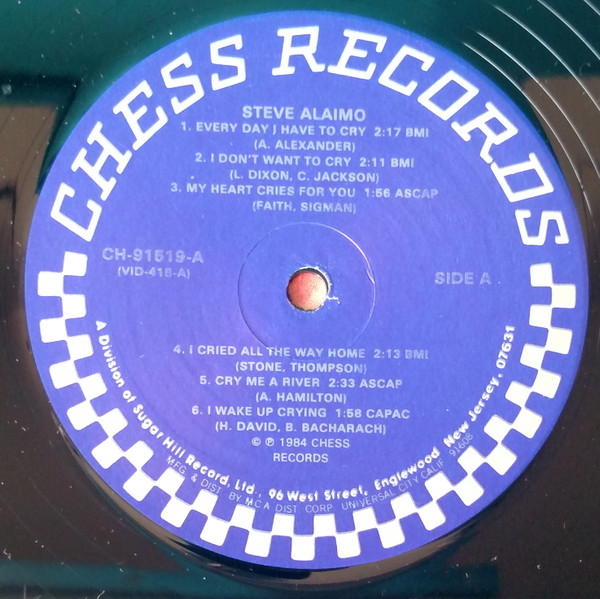 CHESS RECORDS
STEVE ALAIMO
1. EVERY DAY I HAVE TO CRY 2:17 BMI
(A. ALEXANDER)
2. I DON'T WANT TO CRY 2:11 BMI
(L. DIXON, C. JACKSON)
3. MY HEART CRIES FOR YOU 1:56 ASCAP
(FAITH, SIGMAN)
CH-91519-A
(VID-416-A)
SIDE A
4. I CRIED ALL THE WAY HOME 2:13 BMI
(STONE, THOMPSON)
5. CRY ME A RIVER 2:33 ASCAP
(A. HAMILTON)
6. I WAKE UP CRYING 1:58 CAPAC
(H. DAVID, B. BACHARACH)
© ℗ 1984 CHESS
RECORDS
A Division of Sugar Hill Record, Ltd., 96 West Street, Englewood New Jersey, 07631
MFG. & DIST. BY MCA DIST. CORP. UNIVERSAL CITY CALIF. 91608